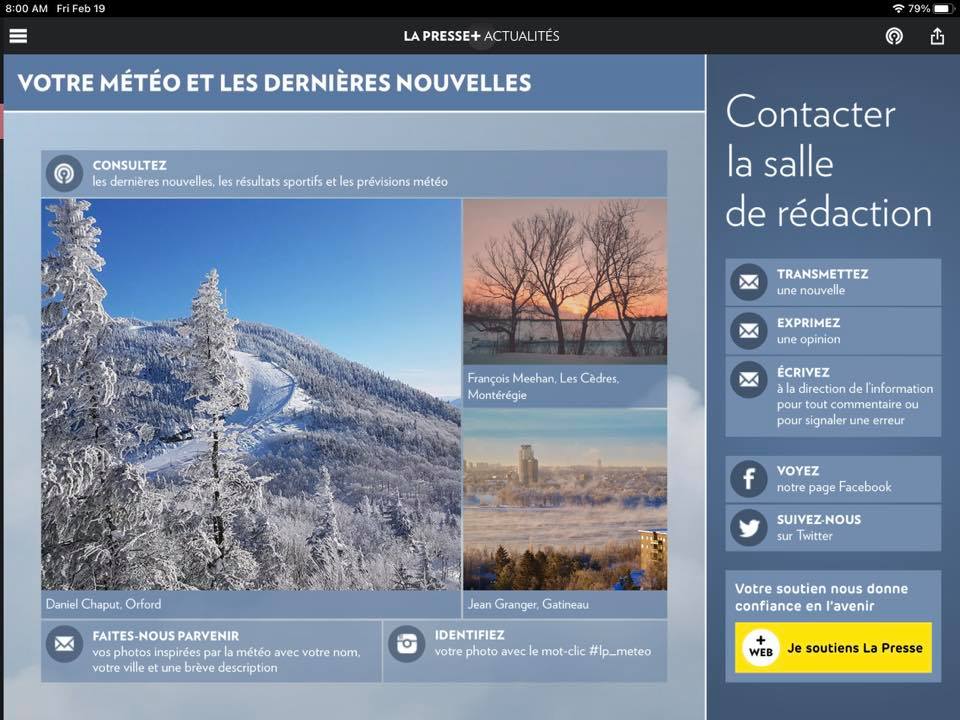 8:00 AM Fri Feb 19
79%
LA PRESSE+ ACTUALITÉS
VOTRE MÉTÉO ET LES DERNIÈRES NOUVELLES
CONSULTEZ
les dernières nouvelles, les résultats sportifs et les prévisions météo
François Meehan, Les Cèdres,
Montérégie
Daniel Chaput, Orford
Jean Granger, Gatineau
FAITES-NOUS PARVENIR
vos photos inspirées par la météo avec votre nom,
votre ville et une brève description
IDENTIFIEZ
votre photo avec le mot-clic #lp_meteo
Contacter
la salle
de rédaction
TRANSMETTEZ
une nouvelle
EXPRIMEZ
une opinion
ÉCRIVEZ
à la direction de l'information
pour tout commentaire ou
pour signaler une erreur
VOYEZ
notre page Facebook
SUIVEZ-NOUS
sur Twitter
Votre soutien nous donne
confiance en l'avenir
+
WEB
Je soutiens La Presse